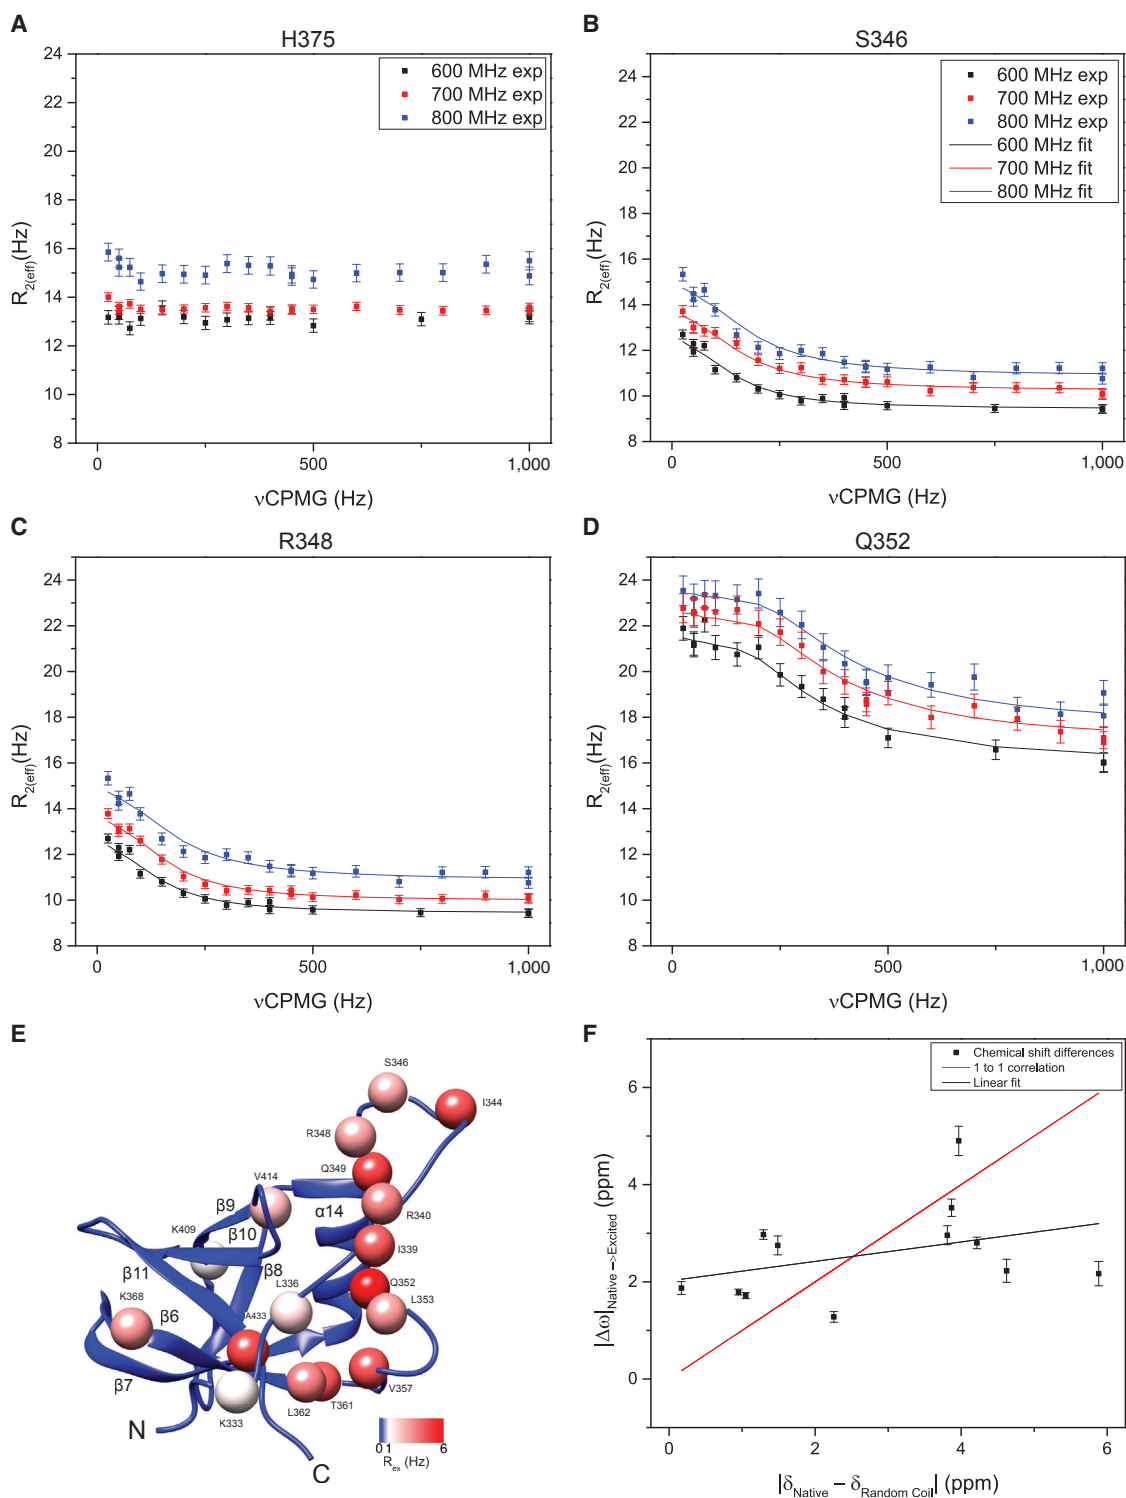 A
H375
24
22
20
18
16
14
12
10
8
R2(eff)(Hz)
0
500
1,000
νCPMG (Hz)
600 MHz exp
700 MHz exp
800 MHz exp
B
S346
24
22
20
18
16
14
12
10
8
R2(eff)(Hz)
0
500
1,000
νCPMG (Hz)
600 MHz exp
700 MHz exp
800 MHz exp
600 MHz fit
700 MHz fit
800 MHz fit
C
R348
24
22
20
18
16
14
12
10
8
R2(eff)(Hz)
0
500
1,000
νCPMG (Hz)
D
Q352
24
22
20
18
16
14
12
10
8
R2(eff)(Hz)
0
500
1,000
νCPMG (Hz)
E
S346
I344
R348
Q349
V414
β9
α14
R340
K409
β10
I339
β11
β8
L336
Q352
K368
L353
β6
A433
β7
V357
T361
L362
K333
N
C
0 1 6
Rex (Hz)
F
Chemical shift differences
1 to 1 correlation
Linear fit
6
4
2
0
|Δω|Native->Excited (ppm)
0
2
4
6
|δNative − δRandom Coil| (ppm)